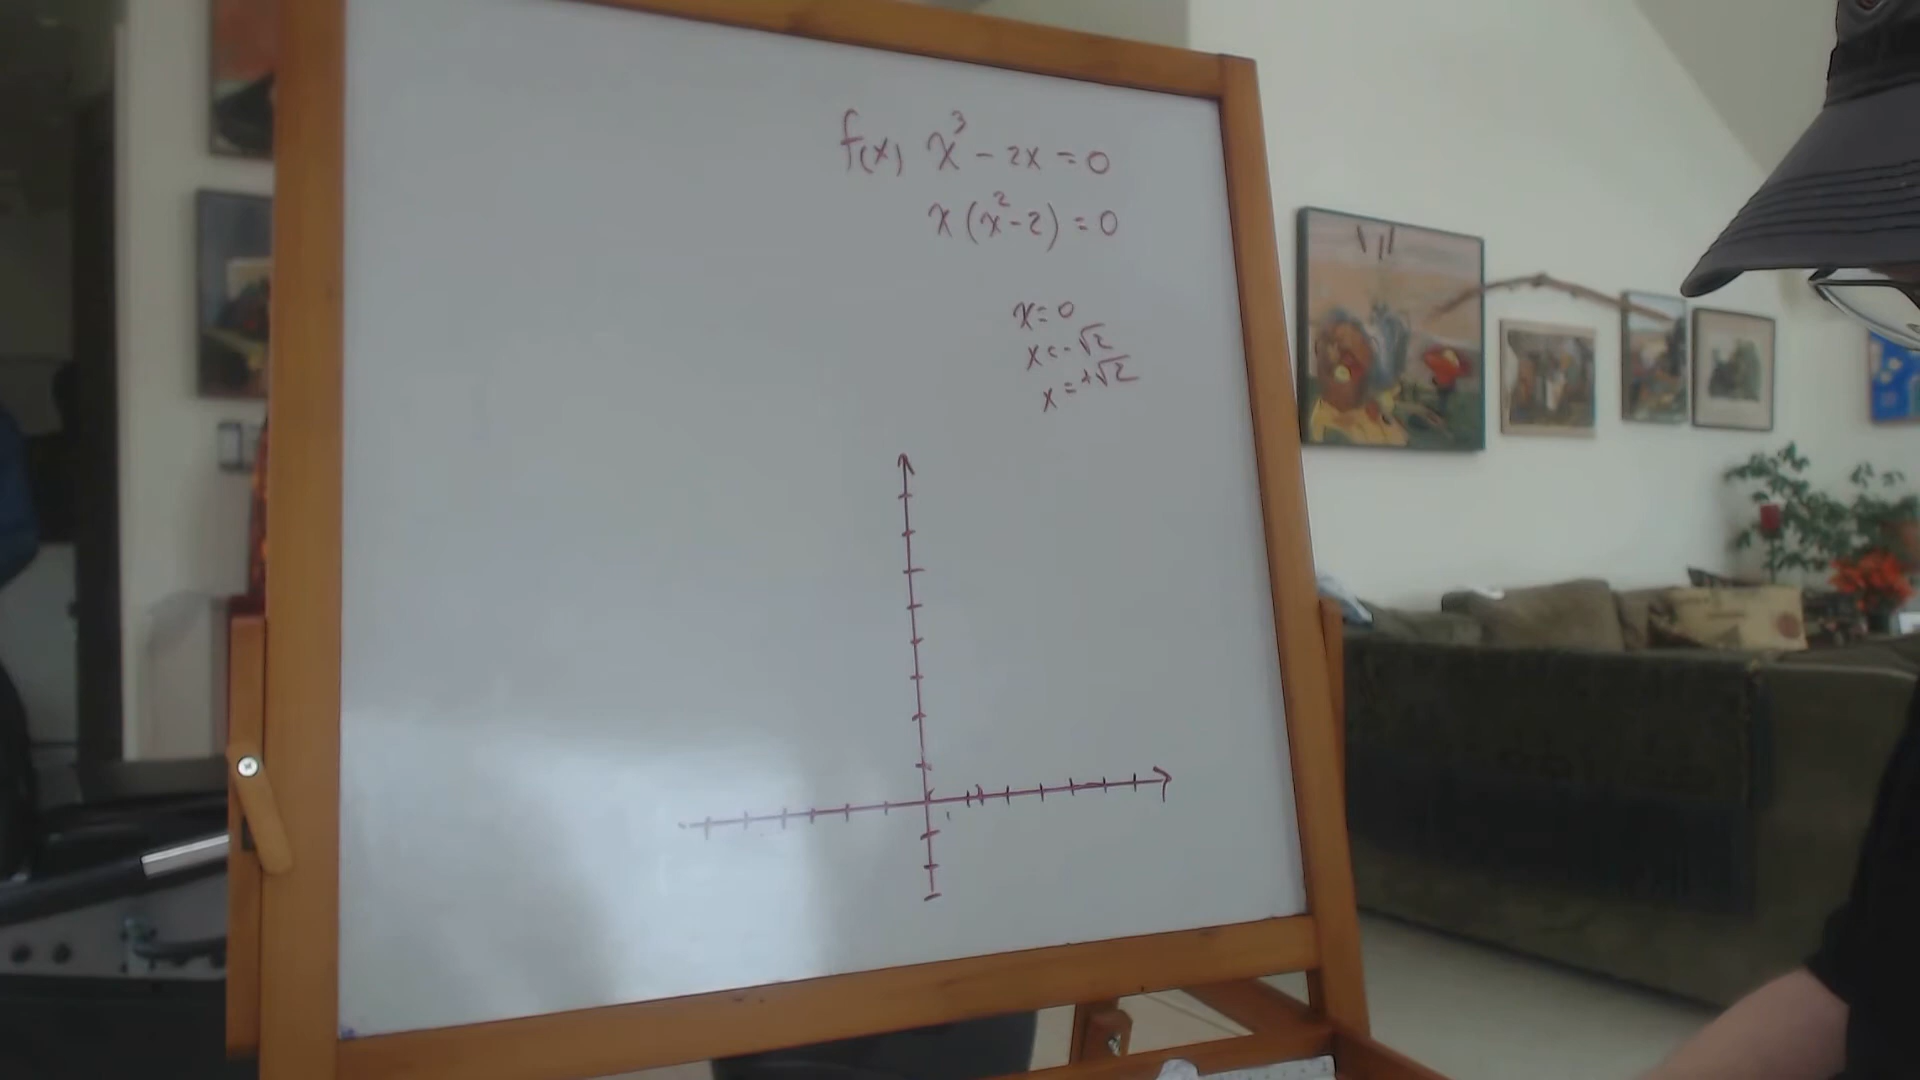 f(x) x³ - 2x = 0
x(x² - 2) = 0
x = 0
x = -√2
x = +√2